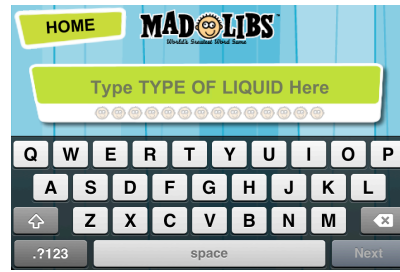 HOME
MAD LIBS
World's Greatest Word Game
Type TYPE OF LIQUID Here
Q W E R T Y U I O P
A S D F G H J K L
Z X C V B N M
.?123 space Next